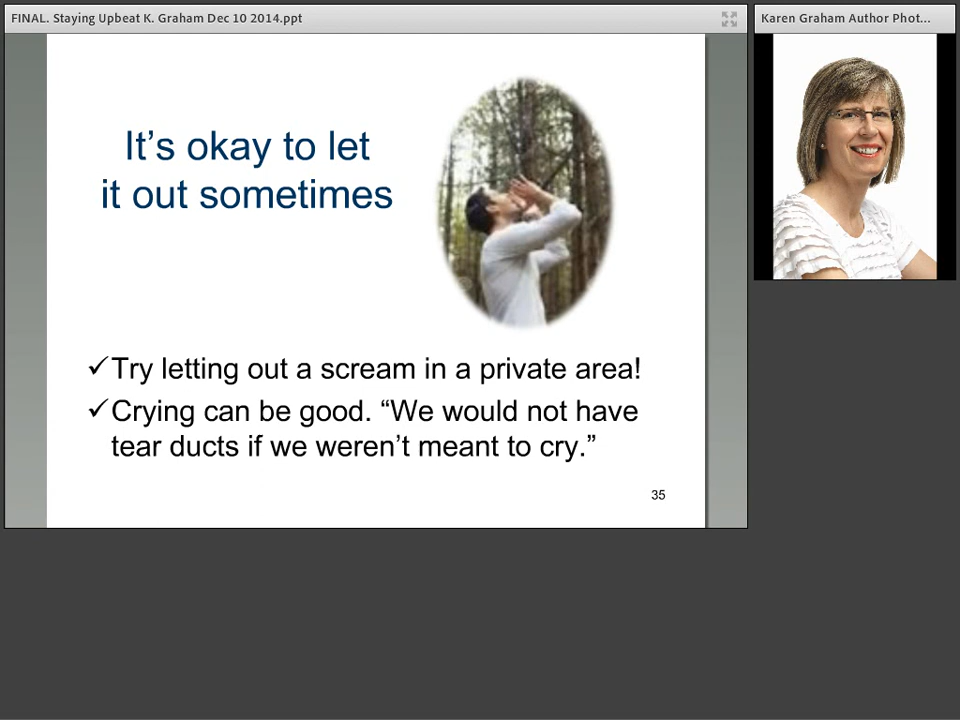 FINAL. Staying Upbeat K. Graham Dec 10 2014.ppt
Karen Graham Author Phot...
It’s okay to let
it out sometimes
✓Try letting out a scream in a private area!
✓Crying can be good. “We would not have
tear ducts if we weren’t meant to cry.”
35